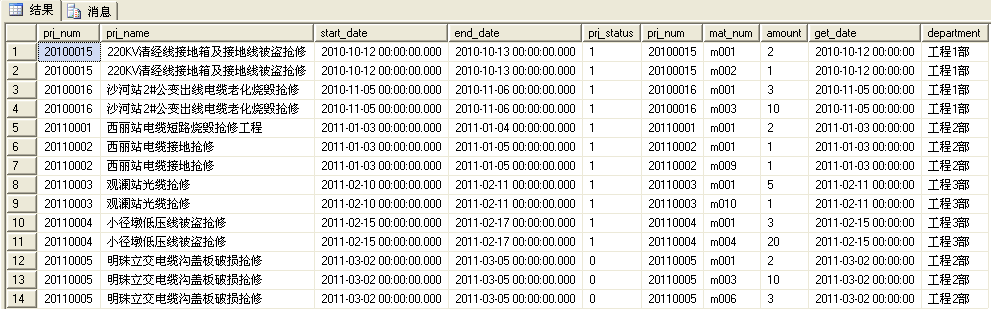 结果 消息
prj_num prj_name start_date end_date prj_status prj_num mat_num amount get_date department
1 20100015 220KV清经线接地箱及接地线被盗抢修 2010-10-12 00:00:00.000 2010-10-13 00:00:00.000 1 20100015 m001 2 2010-10-12 00:00:00 工程1部
2 20100015 220KV清经线接地箱及接地线被盗抢修 2010-10-12 00:00:00.000 2010-10-13 00:00:00.000 1 20100015 m002 1 2010-10-12 00:00:00 工程1部
3 20100016 沙河站2#公变出线电缆老化烧毁抢修 2010-11-05 00:00:00.000 2010-11-06 00:00:00.000 1 20100016 m001 3 2010-11-05 00:00:00 工程1部
4 20100016 沙河站2#公变出线电缆老化烧毁抢修 2010-11-05 00:00:00.000 2010-11-06 00:00:00.000 1 20100016 m003 10 2010-11-05 00:00:00 工程1部
5 20110001 西丽站电缆短路烧毁抢修工程 2011-01-03 00:00:00.000 2011-01-04 00:00:00.000 1 20110001 m001 2 2011-01-03 00:00:00 工程2部
6 20110002 西丽站电缆接地抢修 2011-01-03 00:00:00.000 2011-01-05 00:00:00.000 1 20110002 m001 1 2011-01-03 00:00:00 工程2部
7 20110002 西丽站电缆接地抢修 2011-01-03 00:00:00.000 2011-01-05 00:00:00.000 1 20110002 m009 1 2011-01-03 00:00:00 工程2部
8 20110003 观澜站光缆抢修 2011-02-10 00:00:00.000 2011-02-11 00:00:00.000 1 20110003 m001 5 2011-02-11 00:00:00 工程3部
9 20110003 观澜站光缆抢修 2011-02-10 00:00:00.000 2011-02-11 00:00:00.000 1 20110003 m010 1 2011-02-11 00:00:00 工程3部
10 20110004 小径墩低压线被盗抢修 2011-02-15 00:00:00.000 2011-02-17 00:00:00.000 1 20110004 m001 3 2011-02-15 00:00:00 工程3部
11 20110004 小径墩低压线被盗抢修 2011-02-15 00:00:00.000 2011-02-17 00:00:00.000 1 20110004 m004 20 2011-02-15 00:00:00 工程3部
12 20110005 明珠立交电缆沟盖板破损抢修 2011-03-02 00:00:00.000 2011-03-05 00:00:00.000 0 20110005 m001 2 2011-03-02 00:00:00 工程2部
13 20110005 明珠立交电缆沟盖板破损抢修 2011-03-02 00:00:00.000 2011-03-05 00:00:00.000 0 20110005 m003 10 2011-03-02 00:00:00 工程2部
14 20110005 明珠立交电缆沟盖板破损抢修 2011-03-02 00:00:00.000 2011-03-05 00:00:00.000 0 20110005 m006 3 2011-03-02 00:00:00 工程2部